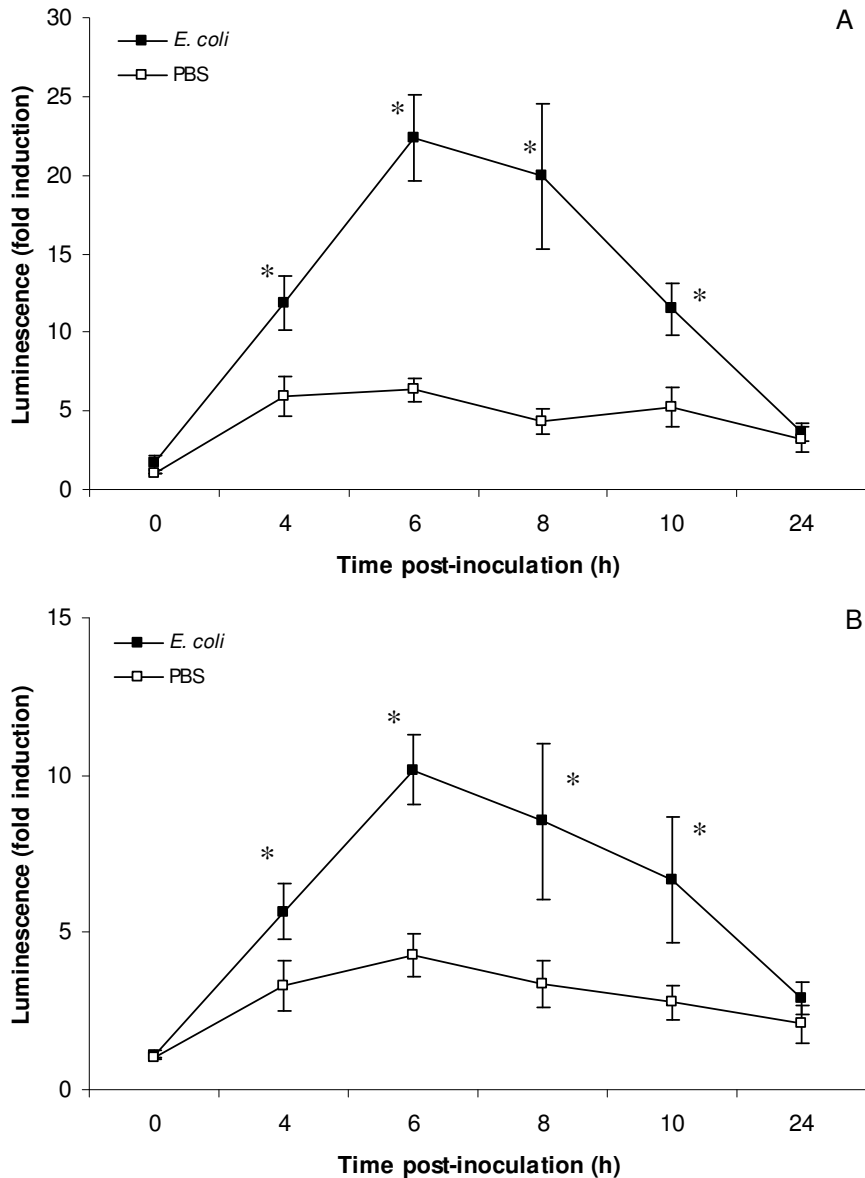 A
E. coli
PBS
Luminescence (fold induction)
30
25
20
15
10
5
0
*
*
*
*
0 4 6 8 10 24
Time post-inoculation (h)
B
E. coli
PBS
Luminescence (fold induction)
15
10
5
0
*
*
*
*
0 4 6 8 10 24
Time post-inoculation (h)